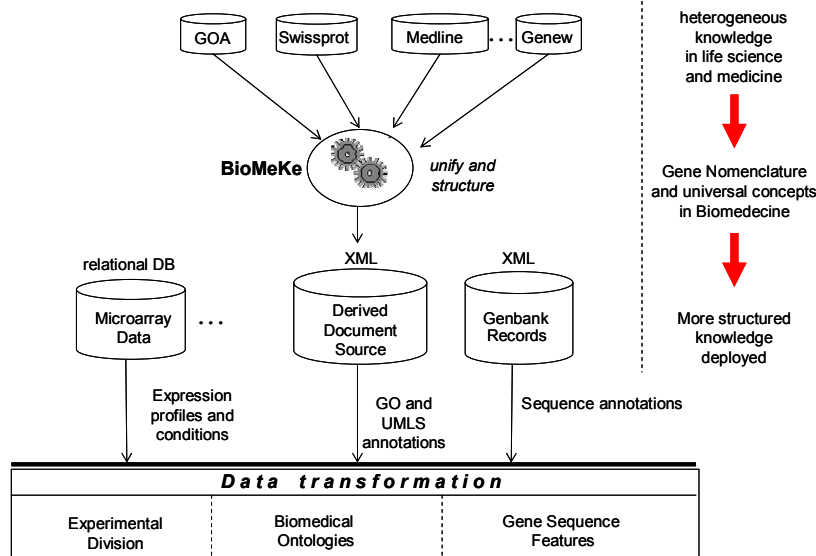 GOA
Swissprot
Medline
...
Genew
BioMeKe
unify and
structure
XML
XML
relational DB
Microarray
Data
...
Derived
Document
Source
Genbank
Records
Expression
profiles and
conditions
GO and
UMLS
annotations
Sequence annotations
Data transformation
Experimental
Division
Biomedical
Ontologies
Gene Sequence
Features
heterogeneous
knowledge
in life science
and medicine
Gene Nomenclature
and universal concepts
in Biomedecine
More structured
knowledge
deployed